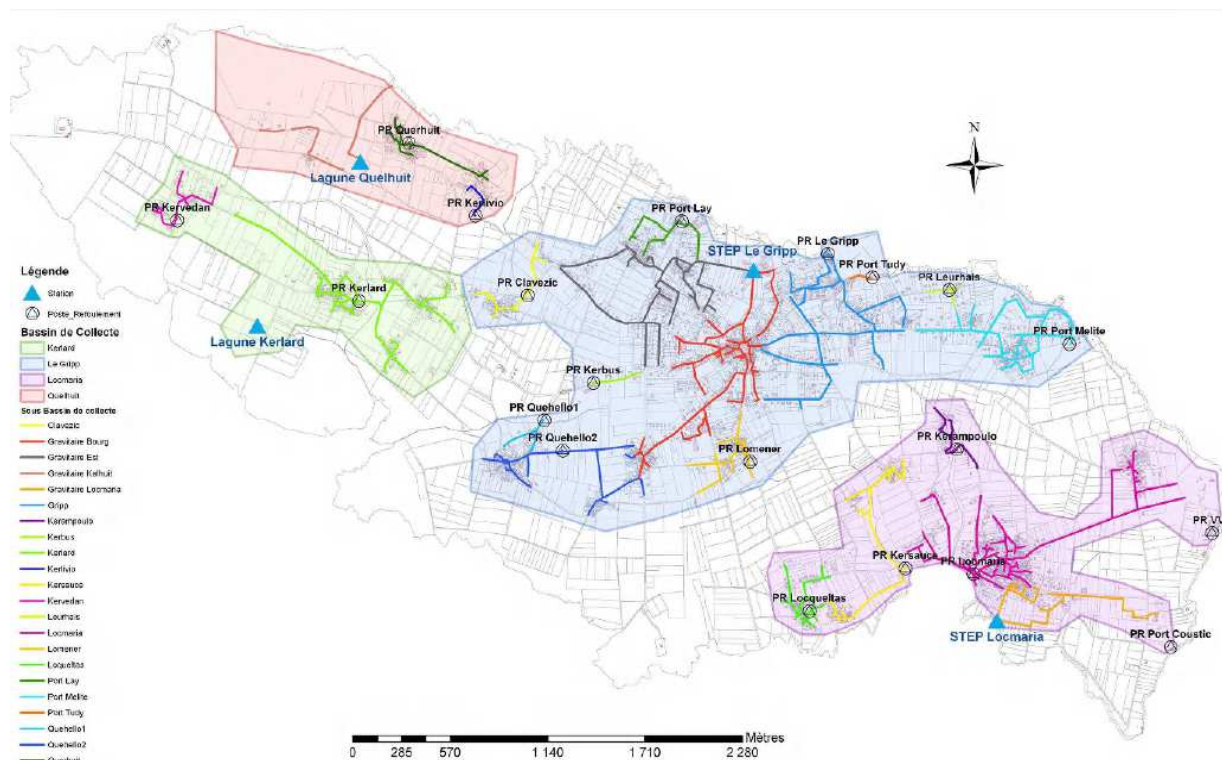 N
PR Querhuit
Lagune Quelhuit
PR Kervedan
PR Kerlivio
PR Port Lay
STEP Le Gripp
PR Le Gripp
PR Port Tudy
PR Clavezic
PR Leurhais
PR Kerlard
Lagune Kerlard
PR Port Melite
PR Kerbus
PR Quehello1
PR Quehello2
PR Lomener
PR Kerampoulo
PR Kersauce
PR Locmaria
PR Locqueltas
STEP Locmaria
PR Port Coustic
Légende
Station
Poste_Refoulement
Bassin de Collecte
Kerlard
Le Gripp
Locmaria
Quelhuit
Sous Bassin de collecte
Clavezic
Gravitaire Bourg
Gravitaire Est
Gravitaire Kelhuit
Gravitaire Locmaria
Gripp
Kerampoulo
Kerbus
Kerlard
Kerlivio
Kersauce
Kervedan
Leurhais
Locmaria
Lomener
Loqueltas
Port Lay
Port Melite
Port Tudy
Quehello1
Quehello2
Mètres
0 285 570 1 140 1 710 2 280